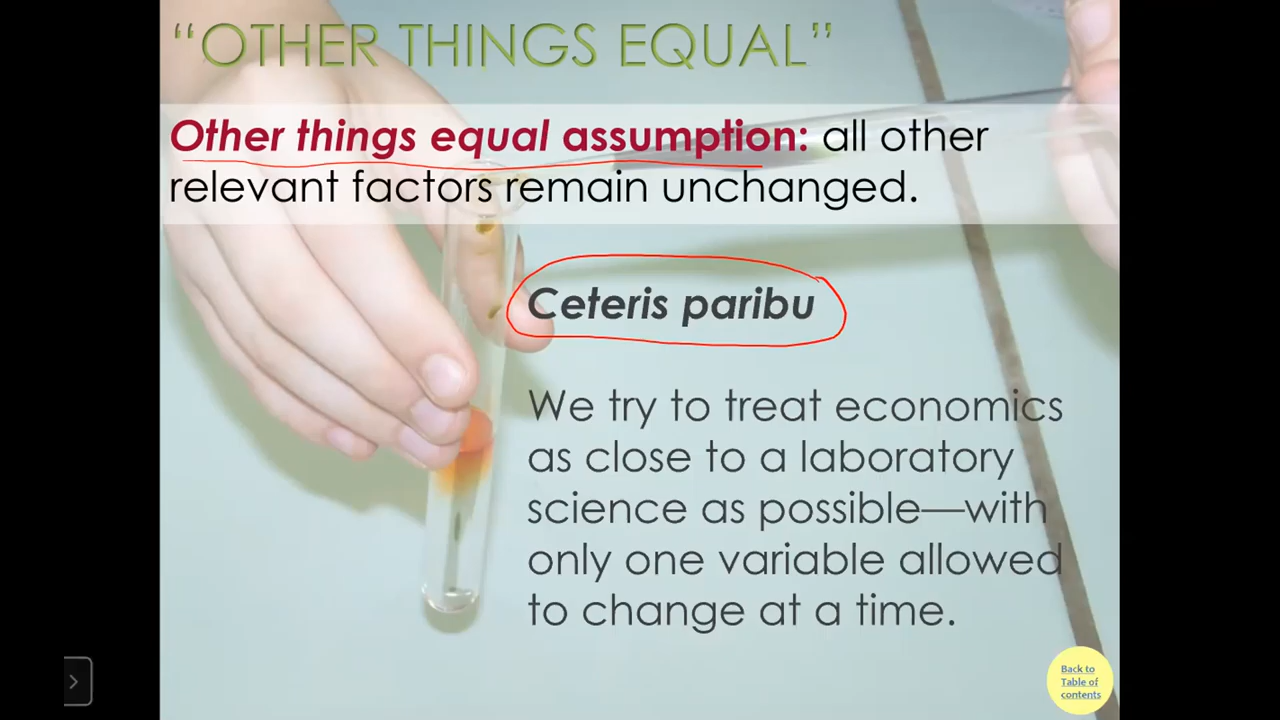 “OTHER THINGS EQUAL”
Other things equal assumption: all other
relevant factors remain unchanged.
Ceteris paribu
We try to treat economics
as close to a laboratory
science as possible—with
only one variable allowed
to change at a time.
Back to
Table of
contents